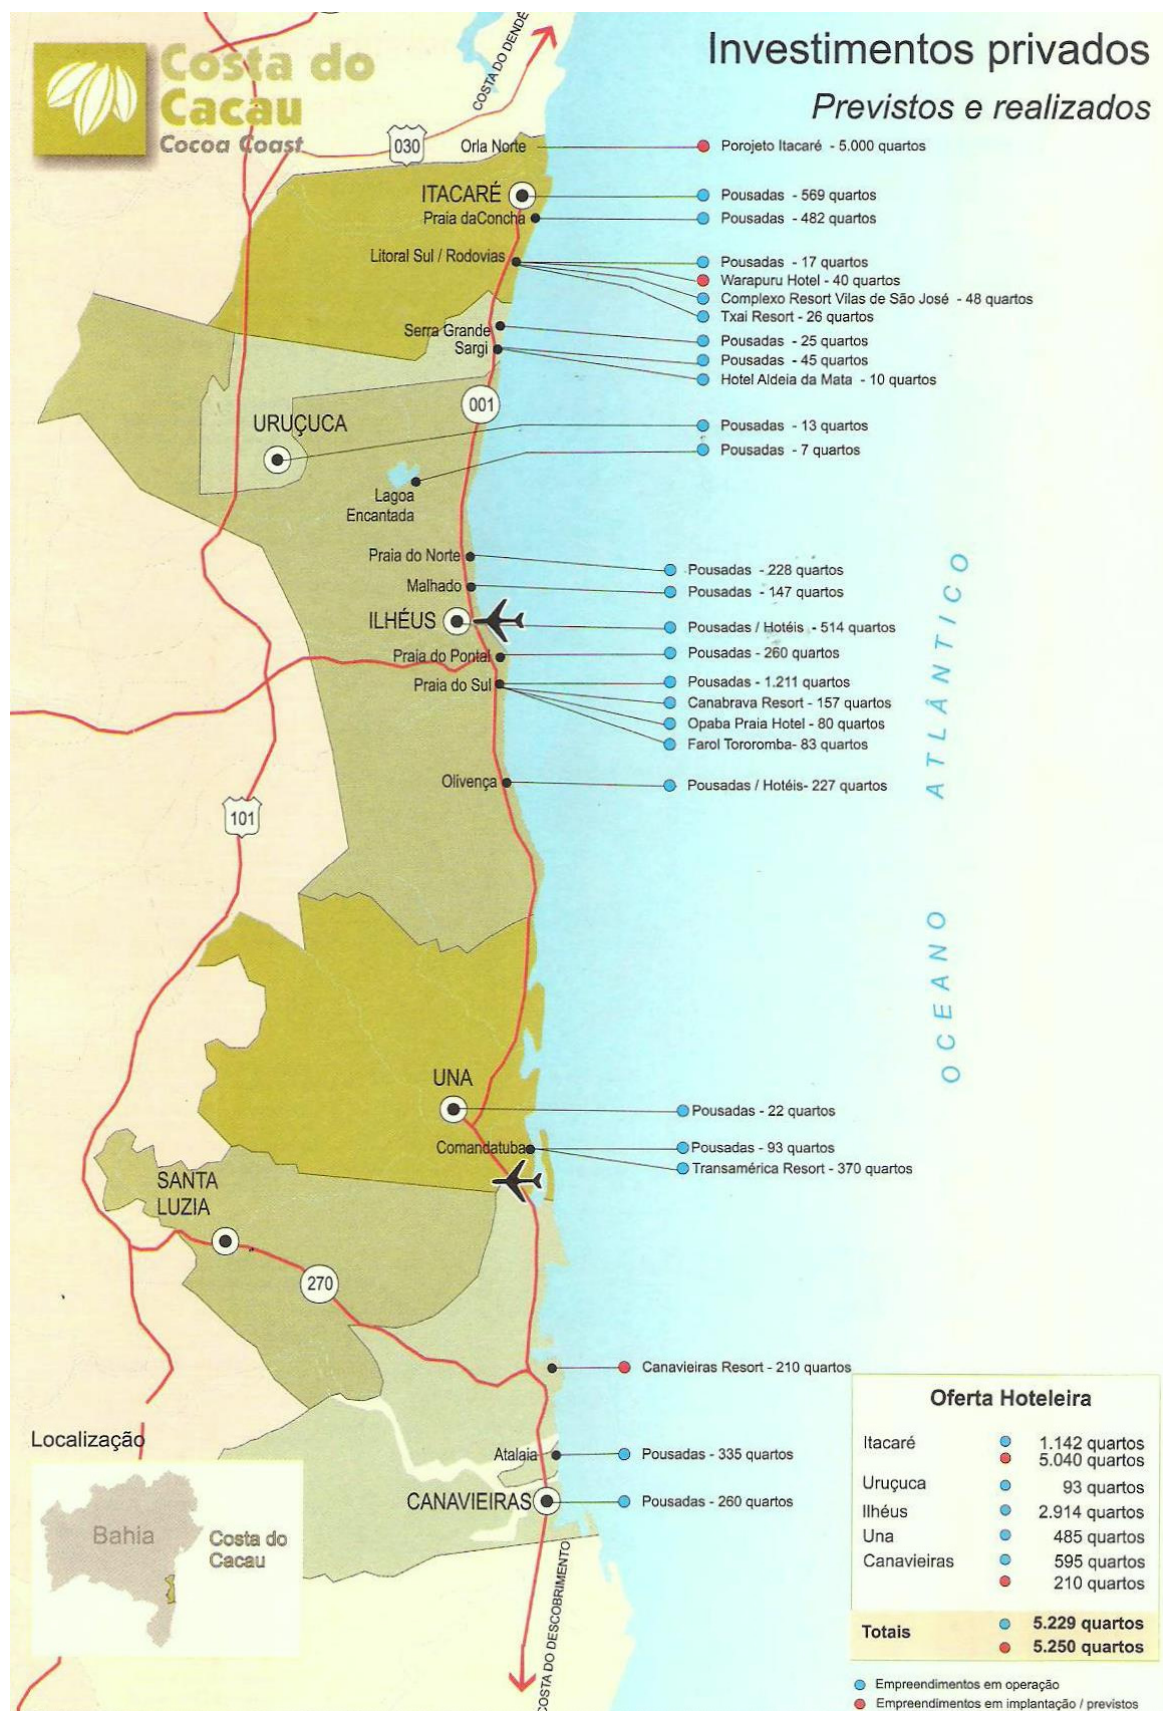 Costa do
Cacau
Cocoa Coast
Investimentos privados
Previstos e realizados
COSTA DO DENDÊ
030
Orla Norte
Porojeto Itacaré - 5.000 quartos
ITACARÉ
Pousadas - 569 quartos
Praia daConcha
Pousadas - 482 quartos
Litoral Sul / Rodovias
Pousadas - 17 quartos
Warapuru Hotel - 40 quartos
Complexo Resort Vilas de São José - 48 quartos
Txai Resort - 26 quartos
Serra Grande
Pousadas - 25 quartos
Sargi
Pousadas - 45 quartos
Hotel Aldeia da Mata - 10 quartos
001
URUÇUCA
Pousadas - 13 quartos
Pousadas - 7 quartos
Lagoa
Encantada
Praia do Norte
Pousadas - 228 quartos
Malhado
Pousadas - 147 quartos
ILHÉUS
Pousadas / Hotéis - 514 quartos
Praia do Pontal
Pousadas - 260 quartos
Praia do Sul
Pousadas - 1.211 quartos
Canabrava Resort - 157 quartos
Opaba Praia Hotel - 80 quartos
Farol Tororomba- 83 quartos
Olivença
Pousadas / Hotéis- 227 quartos
101
OCEANO ATLÂNTICO
UNA
Pousadas - 22 quartos
Comandatuba
Pousadas - 93 quartos
Transamérica Resort - 370 quartos
SANTA
LUZIA
270
Canavieiras Resort - 210 quartos
Atalaia
Pousadas - 335 quartos
CANAVIEIRAS
Pousadas - 260 quartos
COSTA DO DESCOBRIMENTO
Localização
Bahia
Costa do
Cacau
Oferta Hoteleira
Itacaré 1.142 quartos
5.040 quartos
Uruçuca 93 quartos
Ilhéus 2.914 quartos
Una 485 quartos
Canavieiras 595 quartos
210 quartos
Totais 5.229 quartos
5.250 quartos
Empreendimentos em operação
Empreendimentos em implantação / previstos